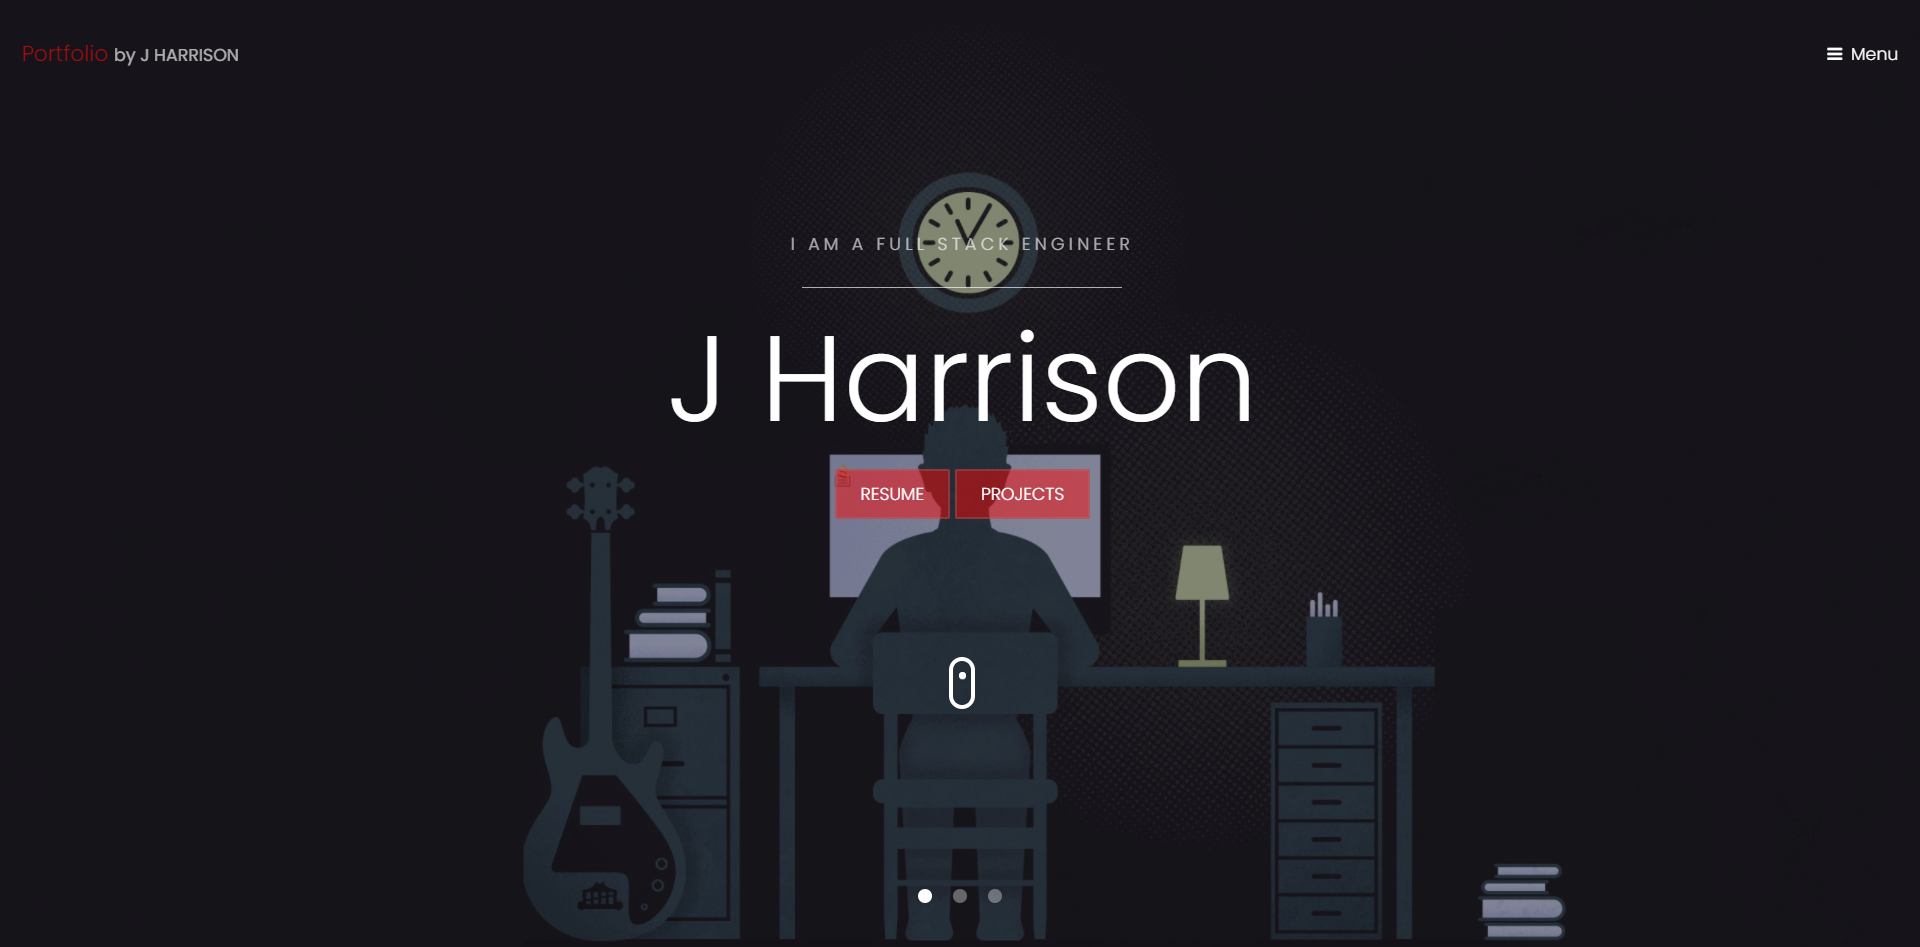 Portfolio by J HARRISON
Menu
I AM A FULL STACK ENGINEER
J Harrison
RESUME
PROJECTS